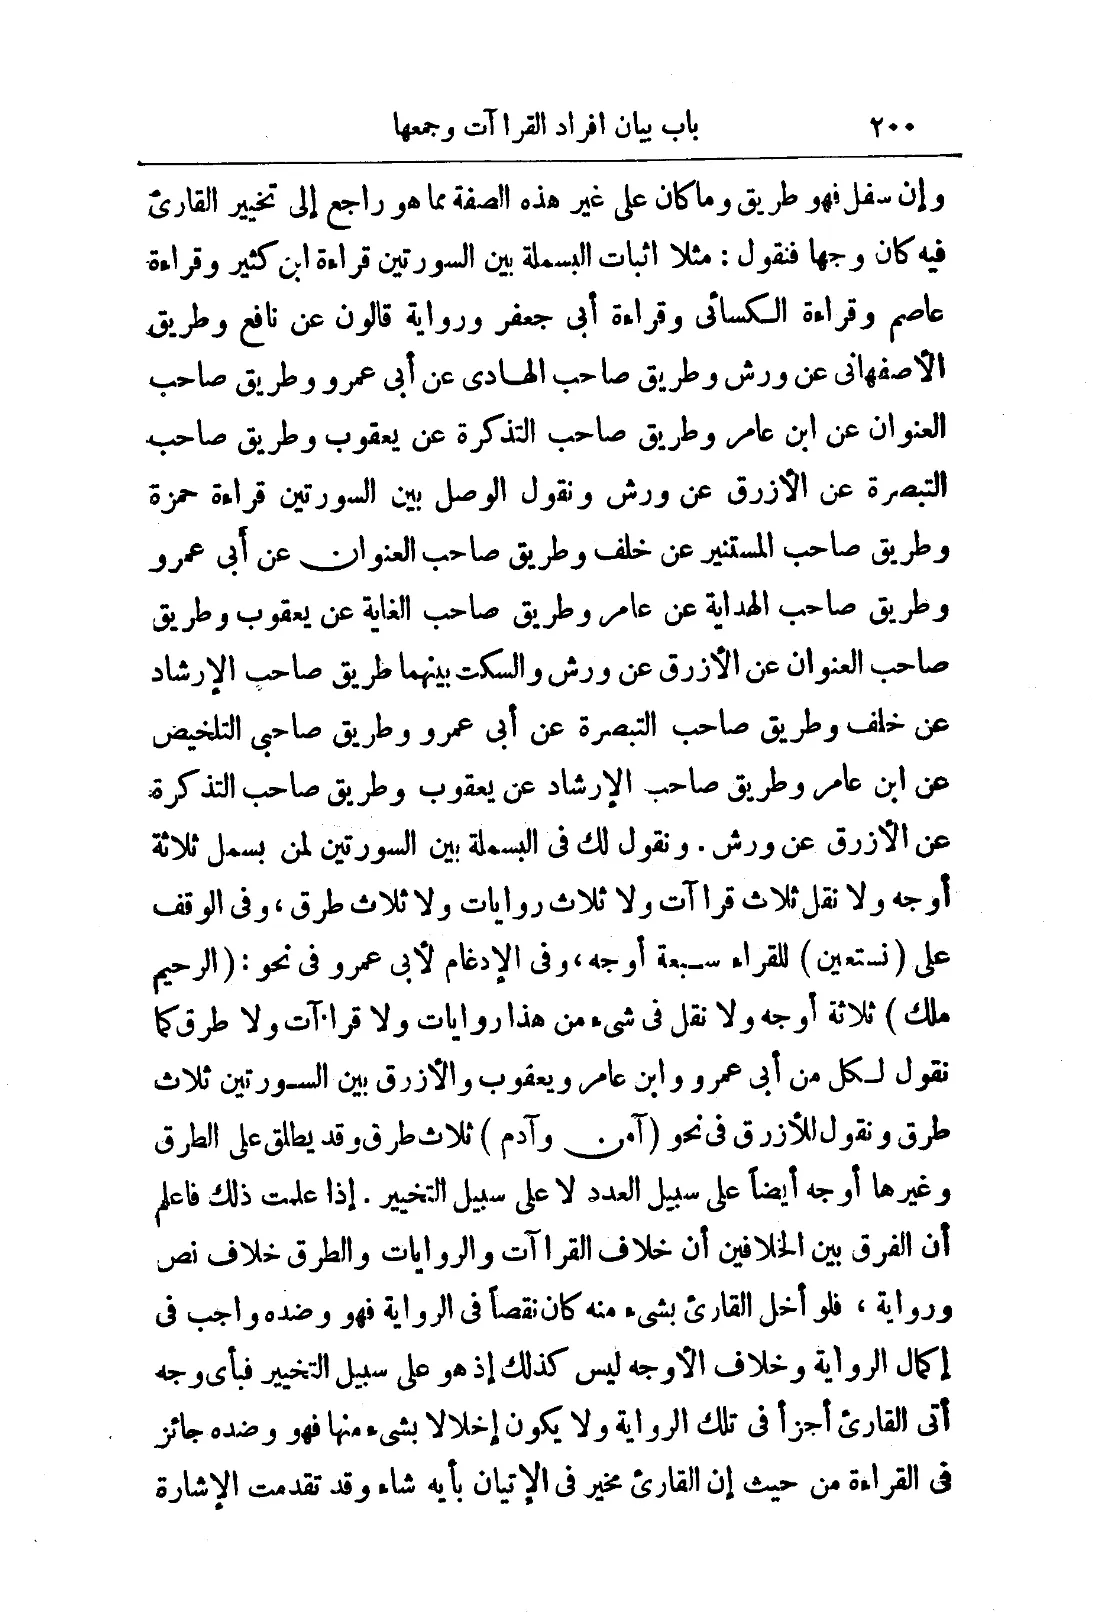 ٢٠٠ باب بيان افراد القراآت وجمعها
وإن سفل فهو طريق وما كان على غير هذه الصفة مما هو راجع إلى تخيير القارئ
فيه كان وجها فنقول : مثلا اثبات البسملة بين السورتين قراءة ابن كثير وقراءة
عاصم وقراءة الكسائى وقراءة أبى جعفر ورواية قالون عن نافع وطريق
الأصفهانى عن ورش وطريق صاحب الهادى عن أبى عمرو وطريق صاحب
العنوان عن ابن عامر وطريق صاحب التذكرة عن يعقوب وطريق صاحب
التبصرة عن الأزرق عن ورش ونقول الوصل بين السورتين قراءة حمزة
وطريق صاحب المستنير عن خلف وطريق صاحب العنوان عن أبى عمرو
وطريق صاحب الهداية عن عامر وطريق صاحب الغاية عن يعقوب وطريق
صاحب العنوان عن الأزرق عن ورش والسكت بينهما طريق صاحب الإرشاد
عن خلف وطريق صاحب التبصرة عن أبى عمرو وطريق صاحبى التلخيص
عن ابن عامر وطريق صاحب الإرشاد عن يعقوب وطريق صاحب التذكرة
عن الأزرق عن ورش . ونقول لك فى البسملة بين السورتين لمن بسمل ثلاثة
أوجه ولا نقل ثلاث قراآت ولا ثلاث روايات ولا ثلاث طرق ، وفى الوقف
على (نستعين) للقراء سبعة أوجه ، وفى الإدغام لأبى عمرو فى نحو : (الرحيم
ملك) ثلاثة أوجه ولا نقل فى شىء من هذا روايات ولا قراآت ولا طرق كما
نقول لكل من أبى عمرو وابن عامر ويعقوب والأزرق بين السورتين ثلاث
طرق ونقول للأزرق فى نحو (آمن وآدم) ثلاث طرق وقد يطلق على الطرق
وغيرها أوجه أيضاً على سبيل العدد لا على سبيل التخيير . إذا علمت ذلك فاعلم
أن الفرق بين الخلافين أن خلاف القراآت والروايات والطرق خلاف نص
ورواية ، فلو أخل القارئ بشىء منه كان نقصاً فى الرواية فهو وضده واجب فى
إكمال الرواية وخلاف الأوجه ليس كذلك إذ هو على سبيل التخيير فبأى وجه
أتى القارئ أجزأ فى تلك الرواية ولا يكون إخلالا بشىء منها فهو وضده جائز
فى القراءة من حيث إن القارئ مخير فى الإتيان بأيه شاء وقد تقدمت الإشارة